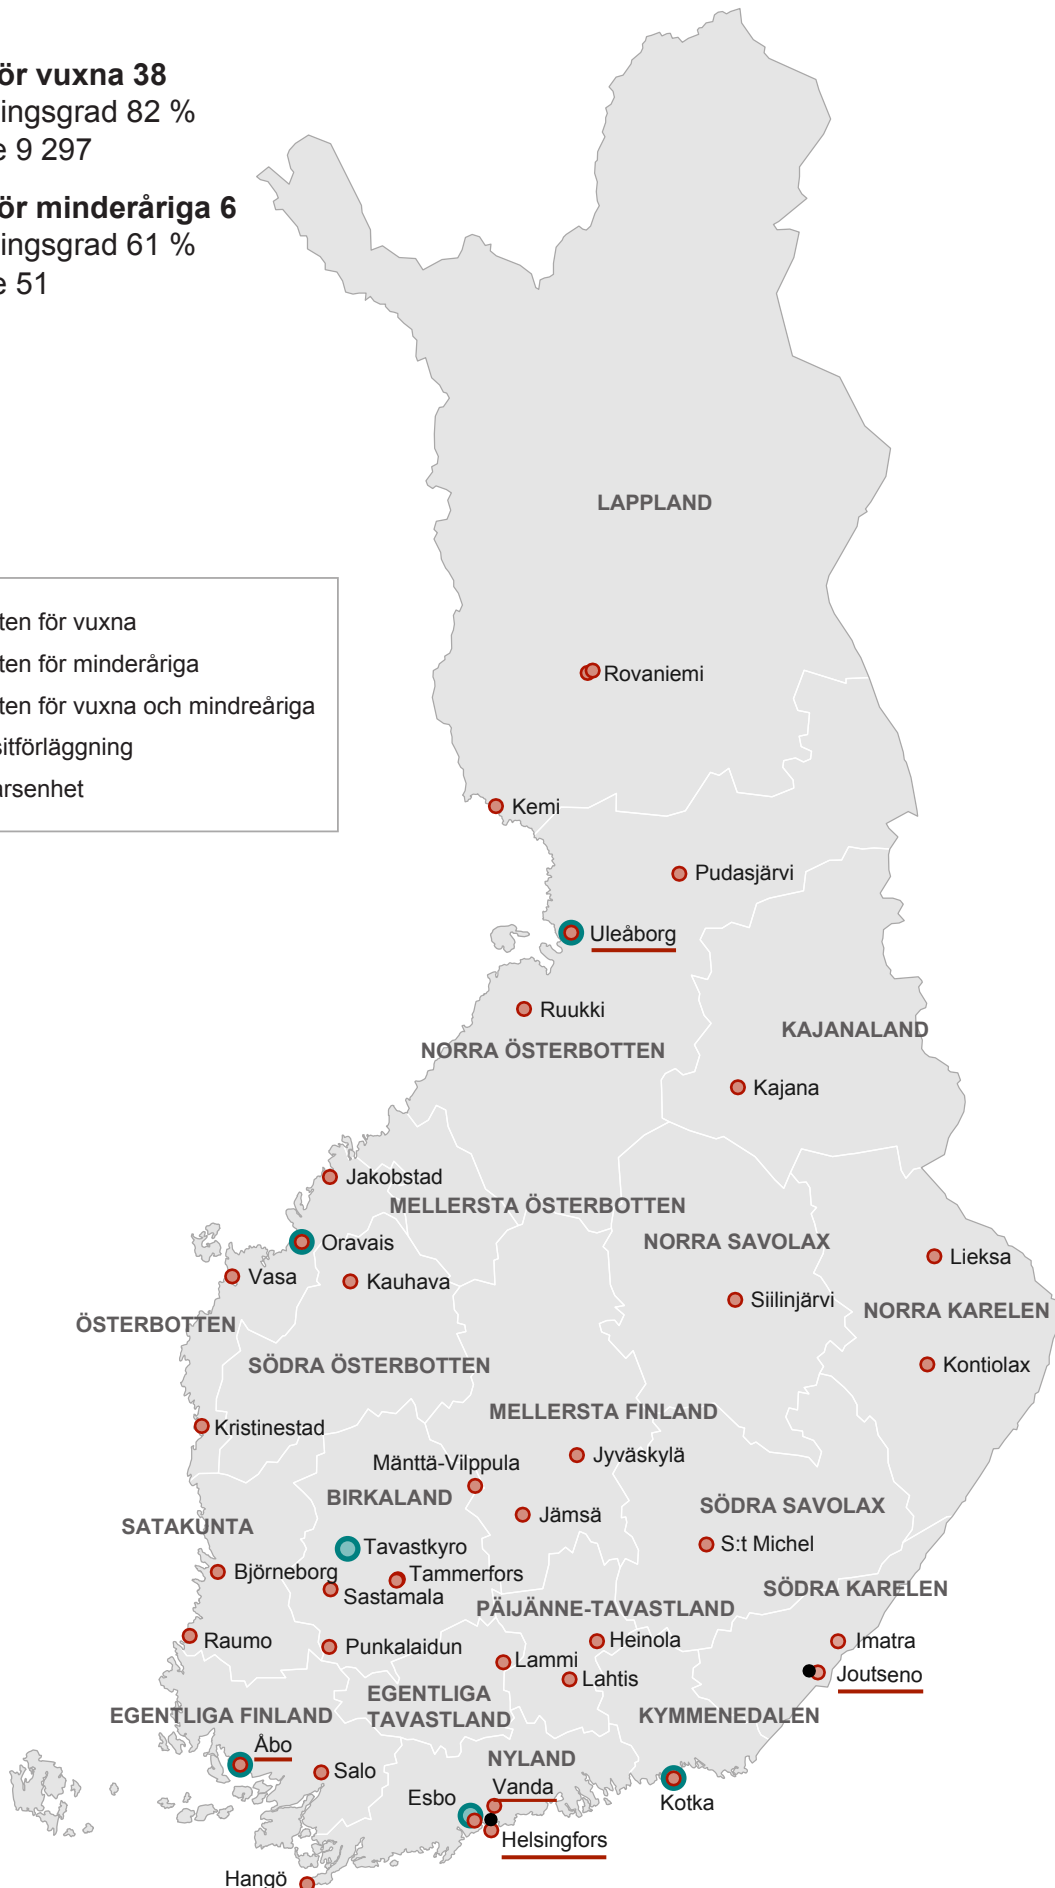 ör vuxna 38
ingsgrad 82 %
e 9 297
ör minderåriga 6
ingsgrad 61 %
e 51
LAPPLAND
ten för vuxna
ten för minderåriga
ten för vuxna och mindreåriga
sitförläggning
arsenhet
Rovaniemi
Kemi
Pudasjärvi
Uleåborg
Ruukki
KAJANALAND
NORRA ÖSTERBOTTEN
Kajana
Jakobstad
MELLERSTA ÖSTERBOTTEN
Oravais
NORRA SAVOLAX
Lieksa
Vasa
Kauhava
Siilinjärvi
NORRA KARELEN
ÖSTERBOTTEN
SÖDRA ÖSTERBOTTEN
Kontiolax
MELLERSTA FINLAND
Kristinestad
Jyväskylä
Mänttä-Vilppula
BIRKALAND
SÖDRA SAVOLAX
Jämsä
SATAKUNTA
Tavastkyro
S:t Michel
Björneborg
Tammerfors
SÖDRA KARELEN
Sastamala
PÄIJÄNNE-TAVASTLAND
Raumo
Punkalaidun
Heinola
Imatra
Lammi
Joutseno
Lahtis
EGENTLIGA
TAVASTLAND
EGENTLIGA FINLAND
KYMMENEDALEN
Åbo
NYLAND
Salo
Vanda
Esbo
Kotka
Helsingfors
Hangö